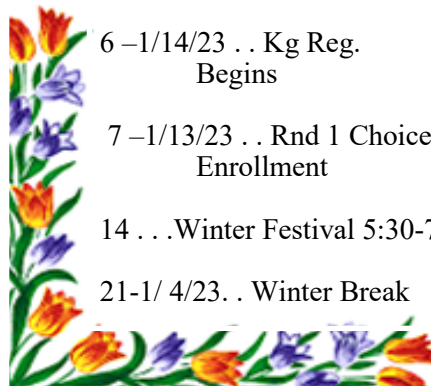 6 –1/14/23 . . Kg Reg.
Begins
7 –1/13/23 . . Rnd 1 Choice
Enrollment
14 . . .Winter Festival 5:30-7
21-1/ 4/23. . Winter Break